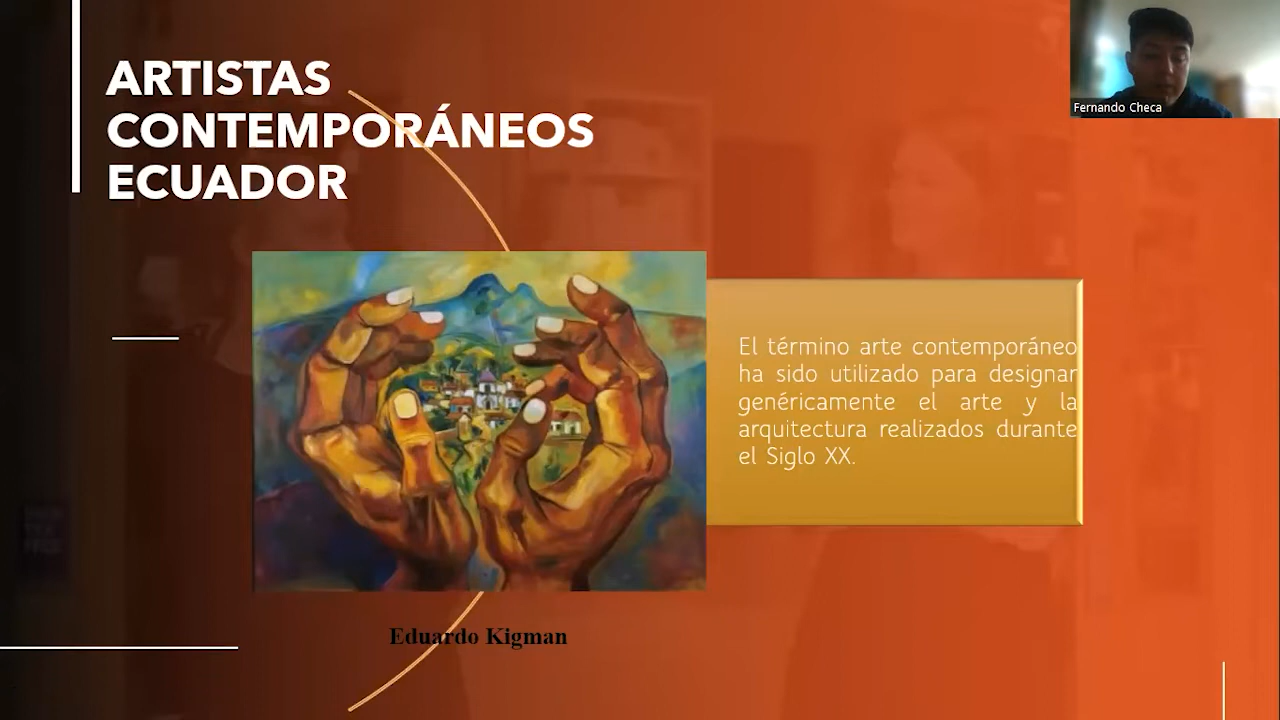 ARTISTAS
CONTEMPORÁNEOS
ECUADOR
Fernando Checa
El término arte contemporáneo
ha sido utilizado para designar
genéricamente el arte y la
arquitectura realizados durante
el Siglo XX.
Eduardo Kigman